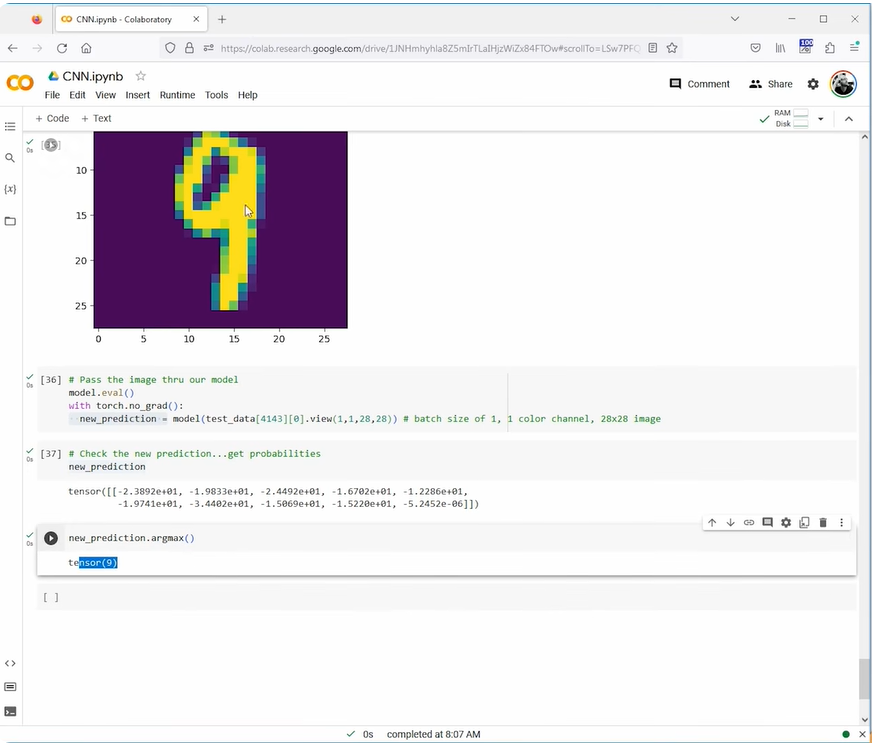 CNN.ipynb - Colaboratory
https://colab.research.google.com/drive/1JNHmhyhla8Z5mIrTLaIHjzWiZx84FTOw#scrollTo=LSw7PFQ
100
CNN.ipynb
Comment
Share
File Edit View Insert Runtime Tools Help
+ Code + Text
RAM
Disk
0s
10
15
20
25
0 5 10 15 20 25
0s
[36] # Pass the image thru our model
model.eval()
with torch.no_grad():
new_prediction = model(test_data[4143][0].view(1,1,28,28)) # batch size of 1, 1 color channel, 28x28 image
0s
[37] # Check the new prediction...get probabilities
new_prediction
tensor([[-2.3892e+01, -1.9833e+01, -2.4492e+01, -1.6702e+01, -1.2286e+01,
-1.9741e+01, -3.4402e+01, -1.5069e+01, -1.5220e+01, -5.2452e-06]])
0s
new_prediction.argmax()
tensor(9)
[ ]
0s completed at 8:07 AM